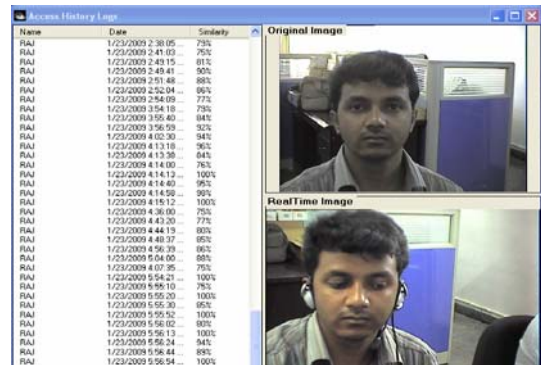 Access History Logs
Name Date Similarity
RAJ 1/23/2009 2:38:05 ... 79%
RAJ 1/23/2009 2:41:03 ... 75%
RAJ 1/23/2009 2:49:15 ... 81%
RAJ 1/23/2009 2:49:41 ... 90%
RAJ 1/23/2009 2:51:48 ... 88%
RAJ 1/23/2009 2:52:04 ... 86%
RAJ 1/23/2009 2:54:09 ... 77%
RAJ 1/23/2009 3:54:18 ... 79%
RAJ 1/23/2009 3:55:40 ... 84%
RAJ 1/23/2009 3:56:59 ... 92%
RAJ 1/23/2009 4:02:30 ... 94%
RAJ 1/23/2009 4:13:18 ... 96%
RAJ 1/23/2009 4:13:38 ... 84%
RAJ 1/23/2009 4:14:00 ... 76%
RAJ 1/23/2009 4:14:13 ... 100%
RAJ 1/23/2009 4:14:40 ... 95%
RAJ 1/23/2009 4:14:58 ... 98%
RAJ 1/23/2009 4:15:12 ... 100%
RAJ 1/23/2009 4:36:00 ... 75%
RAJ 1/23/2009 4:43:20 ... 77%
RAJ 1/23/2009 4:44:19 ... 80%
RAJ 1/23/2009 4:48:37 ... 85%
RAJ 1/23/2009 4:56:39 ... 86%
RAJ 1/23/2009 5:04:00 ... 88%
RAJ 1/23/2009 4:07:35 ... 75%
RAJ 1/23/2009 5:54:21 ... 100%
RAJ 1/23/2009 5:55:10 ... 75%
RAJ 1/23/2009 5:55:20 ... 100%
RAJ 1/23/2009 5:55:30 ... 85%
RAJ 1/23/2009 5:55:52 ... 100%
RAJ 1/23/2009 5:56:02 ... 80%
RAJ 1/23/2009 5:56:13 ... 100%
RAJ 1/23/2009 5:56:24 ... 94%
RAJ 1/23/2009 5:56:44 ... 89%
RAJ 1/23/2009 5:56:54 ... 100%
Original Image
RealTime Image